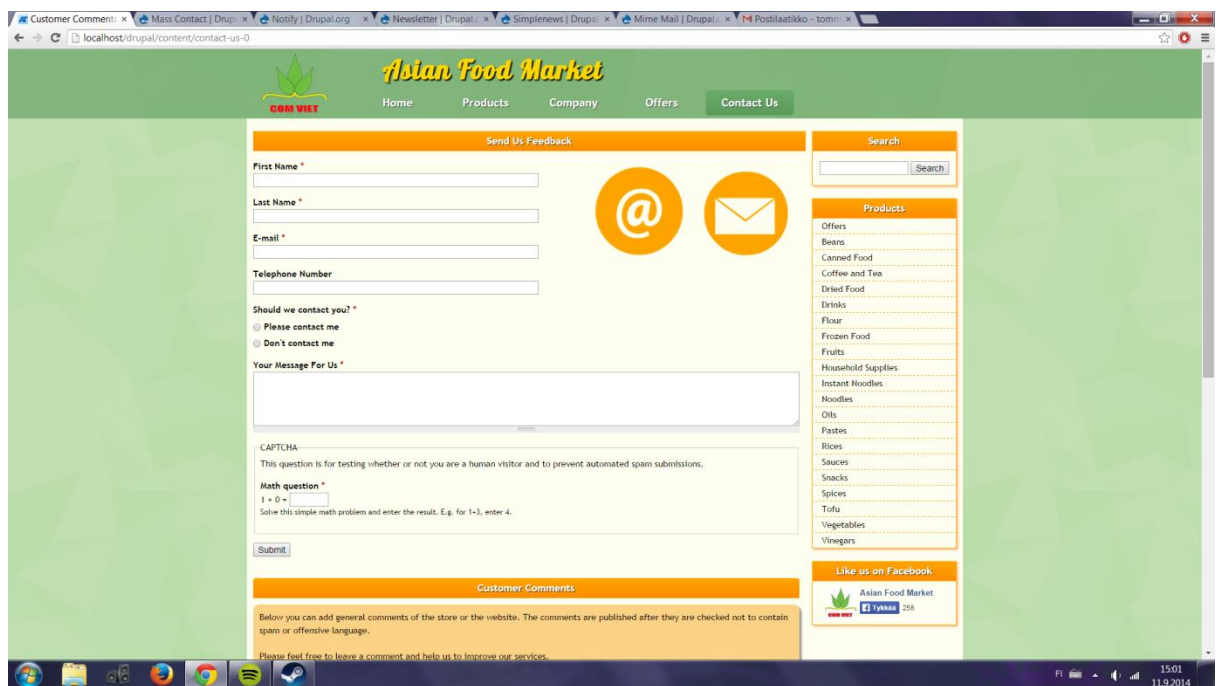 Customer Comments
Mass Contact | Drup
Notify | Drupal.org
Newsletter | Drupal.
Simplenews | Drupal
Mime Mail | Drupal.
Postilaatikko - tomm
localhost/drupal/content/contact-us-0
COM VIET
Asian Food Market
Home Products Company Offers Contact Us
Send Us Feedback
First Name *
Last Name *
E-mail *
Telephone Number
Should we contact you? *
Please contact me
Don't contact me
Your Message For Us *
CAPTCHA
This question is for testing whether or not you are a human visitor and to prevent automated spam submissions.
Math question *
1 + 0 =
Solve this simple math problem and enter the result. E.g. for 1+3, enter 4.
Submit
Customer Comments
Below you can add general comments of the store or the website. The comments are published after they are checked not to contain
spam or offensive language.
Please feel free to leave a comment and help us to improve our services.
Search
Search
Products
Offers
Beans
Canned Food
Coffee and Tea
Dried Food
Drinks
Flour
Frozen Food
Fruits
Household Supplies
Instant Noodles
Noodles
Oils
Pastes
Rices
Sauces
Snacks
Spices
Tofu
Vegetables
Vinegars
Like us on Facebook
Asian Food Market
COM VIET
Tykkää 258
FI
15:01
11.9.2014